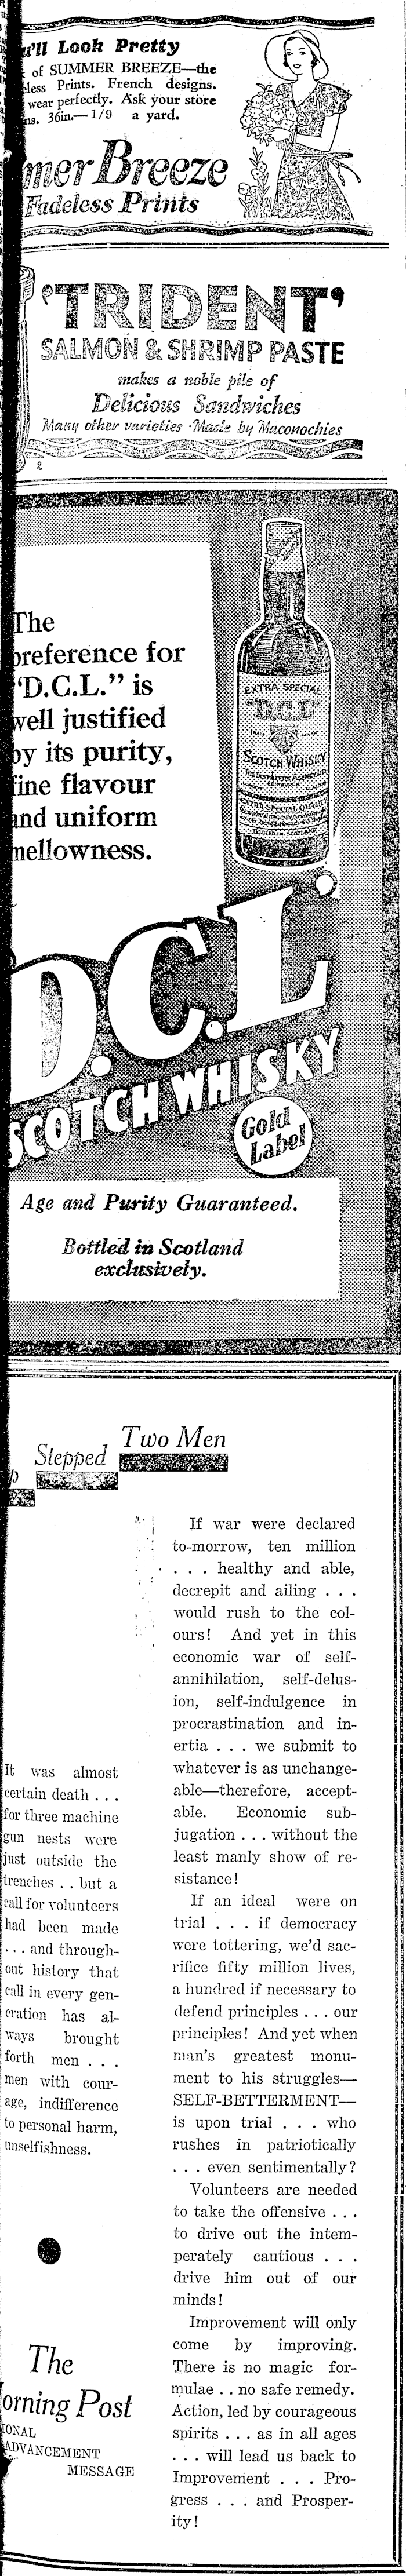 u'll Look Pretty
of SUMMER BREEZE—the
less Prints. French designs.
wear perfectly. Ask your store
ns. 36in.—1/9 a yard.
mer Breeze
Fadeless Prints
'TRIDENT'
SALMON & SHRIMP PASTE
makes a noble pile of
Delicious Sandwiches
Many other varieties · Made by Maconochies
2
The
preference for
"D.C.L." is
well justified
by its purity,
fine flavour
and uniform
mellowness.
EXTRA SPECIAL
"D.C.L"
SCOTCH WHISKY
D.C.L.
SCOTCH WHISKY
Gold
Label
Age and Purity Guaranteed.
Bottled in Scotland
exclusively.
p Stepped Two Men
It was almost
certain death . . .
for three machine
gun nests were
just outside the
trenches . . but a
call for volunteers
had been made
. . . and through-
out history that
call in every gen-
eration has al-
ways brought
forth men . . .
men with cour-
age, indifference
to personal harm,
unselfishness.
The
orning Post
IONAL
ADVANCEMENT
MESSAGE
If war were declared
to-morrow, ten million
. . . healthy and able,
decrepit and ailing . . .
would rush to the col-
ours! And yet in this
economic war of self-
annihilation, self-delus-
ion, self-indulgence in
procrastination and in-
ertia . . . we submit to
whatever is as unchange-
able—therefore, accept-
able. Economic sub-
jugation . . . without the
least manly show of re-
sistance!
If an ideal were on
trial . . . if democracy
were tottering, we'd sac-
rifice fifty million lives,
a hundred if necessary to
defend principles . . . our
principles! And yet when
man's greatest monu-
ment to his struggles—
SELF-BETTERMENT—
is upon trial . . . who
rushes in patriotically
. . . even sentimentally?
Volunteers are needed
to take the offensive . . .
to drive out the intem-
perately cautious . . .
drive him out of our
minds!
Improvement will only
come by improving.
There is no magic for-
mulae . . no safe remedy.
Action, led by courageous
spirits . . . as in all ages
. . . will lead us back to
Improvement . . . Pro-
gress . . . and Prosper-
ity!